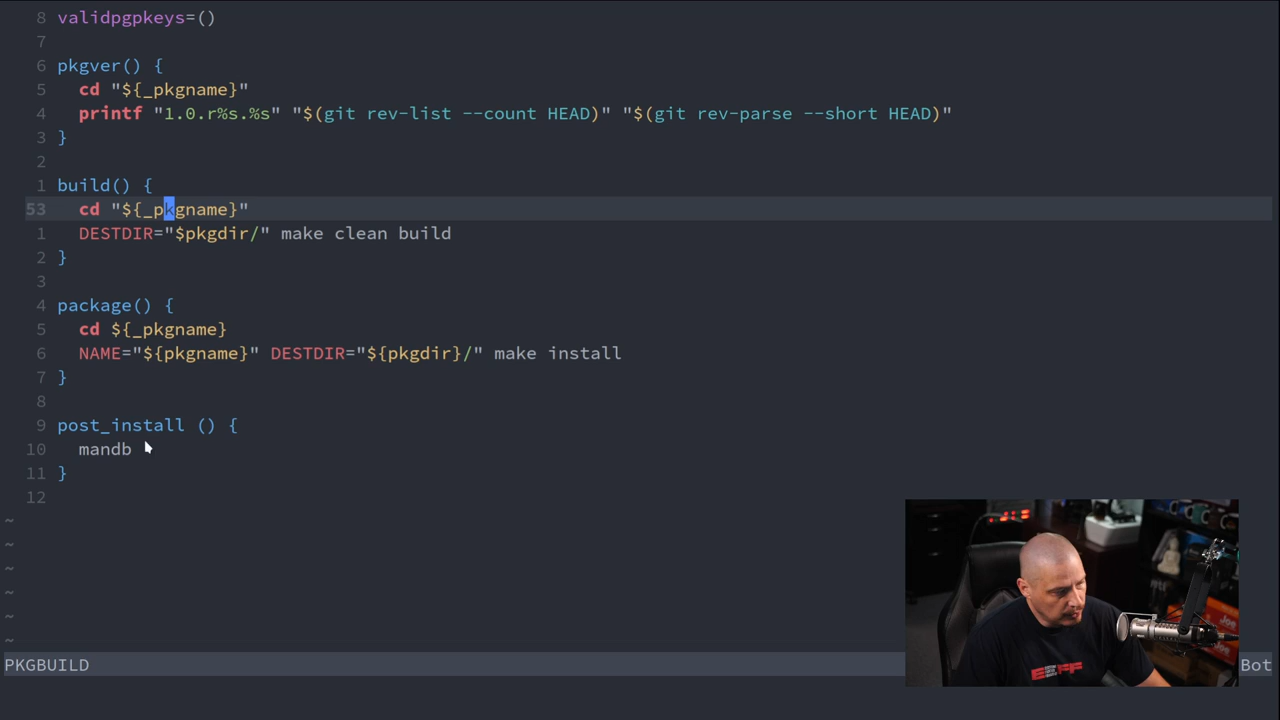 8 validpgpkeys=()
7
6 pkgver() {
5 cd "${_pkgname}"
4 printf "1.0.r%s.%s" "$(git rev-list --count HEAD)" "$(git rev-parse --short HEAD)"
3 }
2
1 build() {
53 cd "${_pkgname}"
1 DESTDIR="$pkgdir/" make clean build
2 }
3
4 package() {
5 cd ${_pkgname}
6 NAME="${pkgname}" DESTDIR="${pkgdir}/" make install
7 }
8
9 post_install () {
10 mandb
11 }
12
~
~
~
~
~
~
PKGBUILD Bot